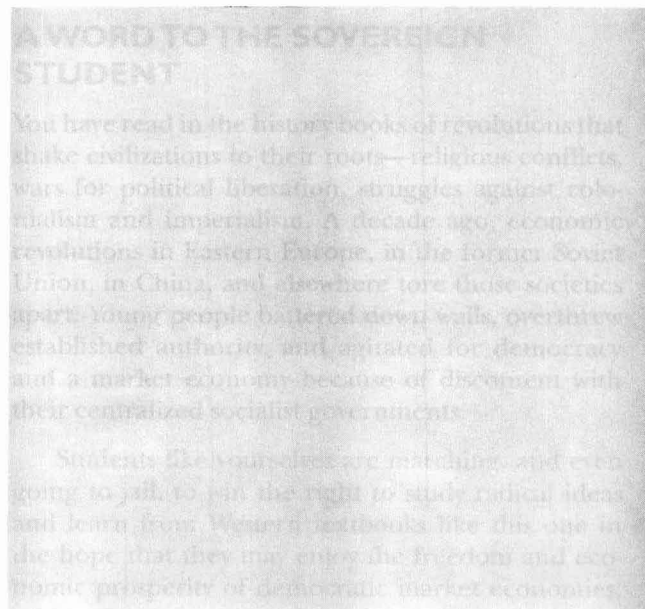 A WORD TO THE SOVEREIGN
STUDENT
You have read in the history books of revolutions that
shake civilizations to their roots—religious conflicts,
wars for political liberation, struggles against colo-
nialism and imperialism. A decade ago, economic
revolutions in Eastern Europe, in the former Soviet
Union, in China, and elsewhere tore those societies
apart. Young people battered down walls, overthrew
established authority, and agitated for democracy
and a market economy because of discontent with
their centralized socialist governments.
Students like yourselves are marching, and even
going to jail, to win the right to study radical ideas
and learn from Western textbooks like this one in
the hope that they may enjoy the freedom and eco-
nomic prosperity of democratic market economies.